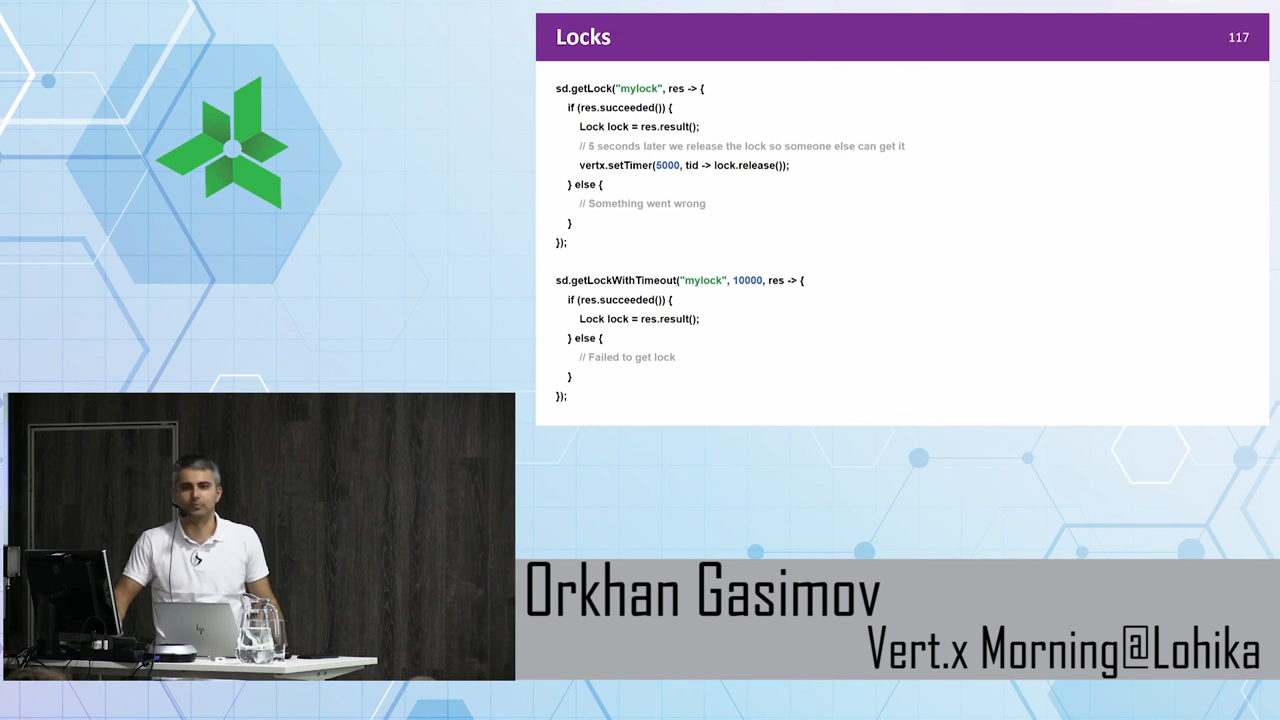 Locks
117
sd.getLock("mylock", res -> {
if (res.succeeded()) {
Lock lock = res.result();
// 5 seconds later we release the lock so someone else can get it
vertx.setTimer(5000, tid -> lock.release());
} else {
// Something went wrong
}
});
sd.getLockWithTimeout("mylock", 10000, res -> {
if (res.succeeded()) {
Lock lock = res.result();
} else {
// Failed to get lock
}
});
hp
Orkhan Gasimov
Vert.x Morning@Lohika